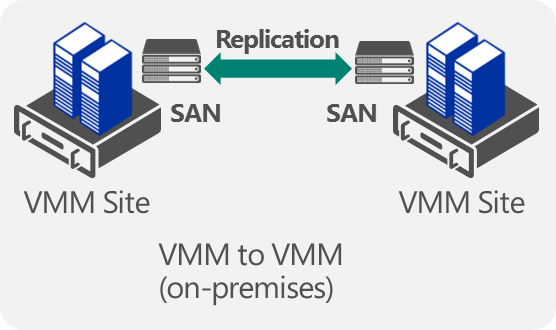 Replication
SAN
SAN
VMM Site
VMM Site
VMM to VMM
(on-premises)